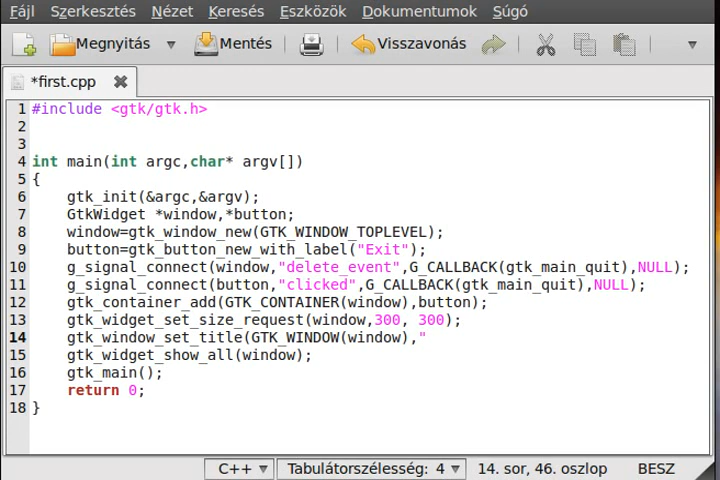 Fájl Szerkesztés Nézet Keresés Eszközök Dokumentumok Súgó
Megnyitás Mentés Visszavonás
*first.cpp
1 #include <gtk/gtk.h>
2
3
4 int main(int argc,char* argv[])
5 {
6     gtk_init(&argc,&argv);
7     GtkWidget *window,*button;
8     window=gtk_window_new(GTK_WINDOW_TOPLEVEL);
9     button=gtk_button_new_with_label("Exit");
10     g_signal_connect(window,"delete_event",G_CALLBACK(gtk_main_quit),NULL);
11     g_signal_connect(button,"clicked",G_CALLBACK(gtk_main_quit),NULL);
12     gtk_container_add(GTK_CONTAINER(window),button);
13     gtk_widget_set_size_request(window,300, 300);
14     gtk_window_set_title(GTK_WINDOW(window),"
15     gtk_widget_show_all(window);
16     gtk_main();
17     return 0;
18 }
C++ Tabulátorszélesség: 4 14. sor, 46. oszlop BESZ